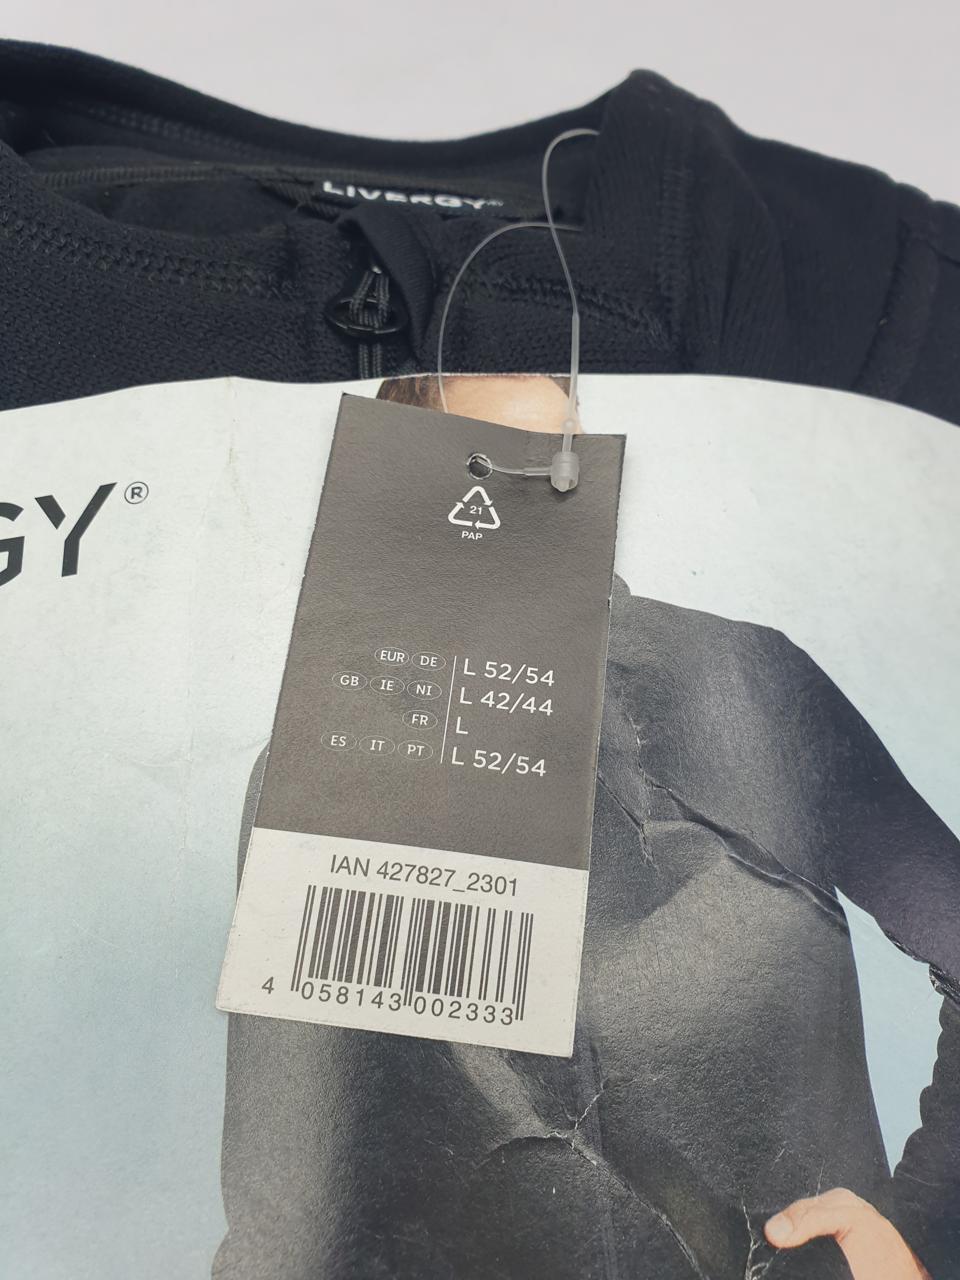 LIVERGY®
GY®
21
PAP
EUR DE L 52/54
GB IE NI L 42/44
FR L
ES IT PT L 52/54
IAN 427827_2301
4 058143 002333